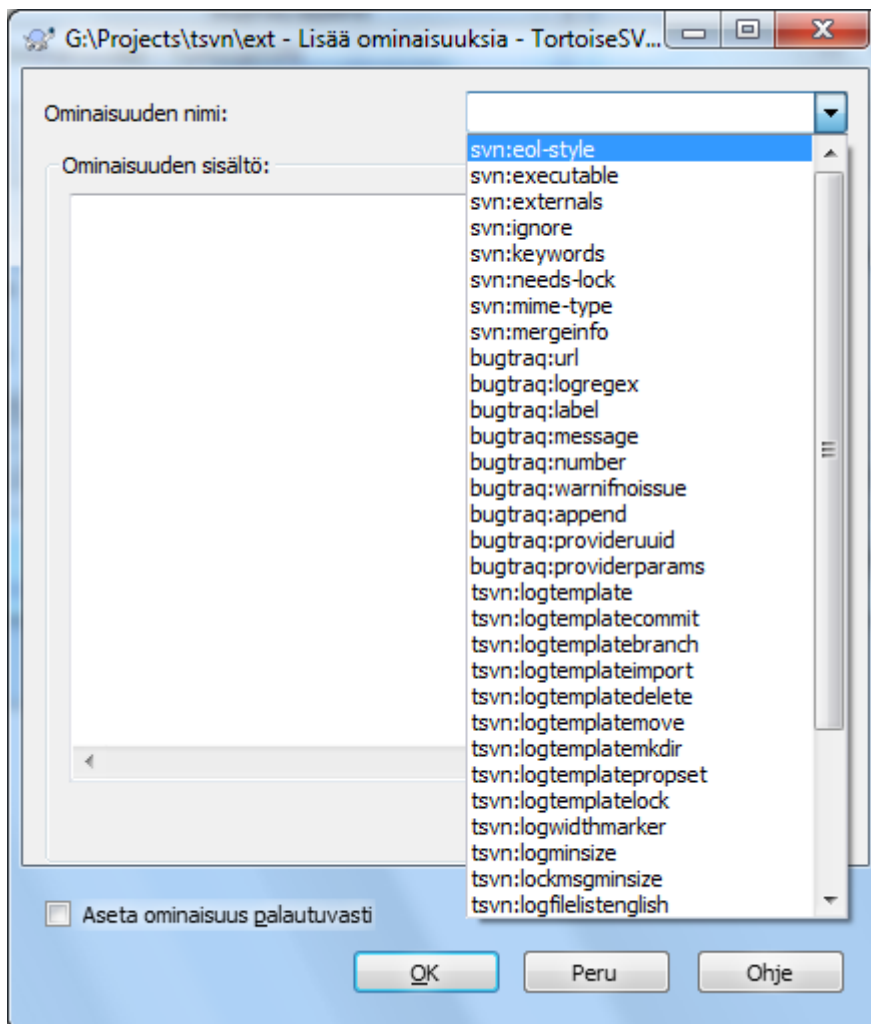 G:\Projects\tsvn\ext - Lisää ominaisuuksia - TortoiseSV...
Ominaisuuden nimi:
Ominaisuuden sisältö:
svn:eol-style
svn:executable
svn:externals
svn:ignore
svn:keywords
svn:needs-lock
svn:mime-type
svn:mergeinfo
bugtraq:url
bugtraq:logregex
bugtraq:label
bugtraq:message
bugtraq:number
bugtraq:warnifnoissue
bugtraq:append
bugtraq:provideruuid
bugtraq:providerparams
tsvn:logtemplate
tsvn:logtemplatecommit
tsvn:logtemplatebranch
tsvn:logtemplateimport
tsvn:logtemplatedelete
tsvn:logtemplatemove
tsvn:logtemplatemkdir
tsvn:logtemplatepropset
tsvn:logtemplatelock
tsvn:logwidthmarker
tsvn:logminsize
tsvn:lockmsgminsize
tsvn:logfilelistenglish
Aseta ominaisuus palautuvasti
OK Peru Ohje